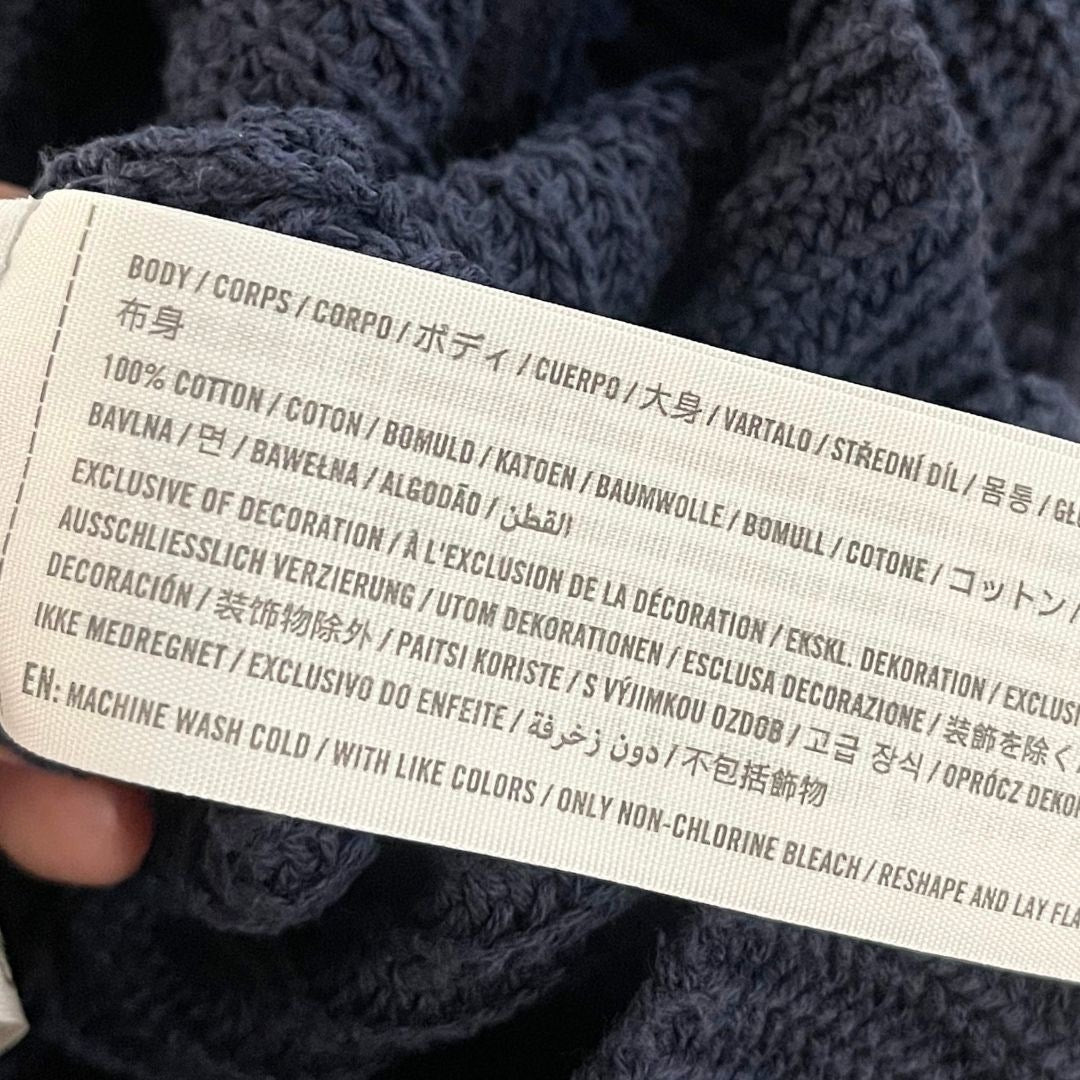 BODY / CORPS / CORPO / ボディ / CUERPO / 大身 / VARTALO / STŘEDNÍ DÍL / 몸통 /
布身
100% COTTON / COTON / BOMULD / KATOEN / BAUMWOLLE / BOMULL / COTONE / コットン /
BAVLNA / 면 / BAWEŁNA / ALGODÃO / القطن
EXCLUSIVE OF DECORATION / À L'EXCLUSION DE LA DÉCORATION / EKSKL. DEKORATION /
AUSSCHLIESSLICH VERZIERUNG / UTOM DEKORATIONEN / ESCLUSA DECORAZIONE / 装飾を除く
DECORACIÓN / 装饰物除外 / PAITSI KORISTE / S VÝJIMKOU OZDOB / 고급 장식 / OPRÓCZ
IKKE MEDREGNET / EXCLUSIVO DO ENFEITE / دون زخرفة / 不包括飾物
EN: MACHINE WASH COLD / WITH LIKE COLORS / ONLY NON-CHLORINE BLEACH / RESHAPE AND LAY